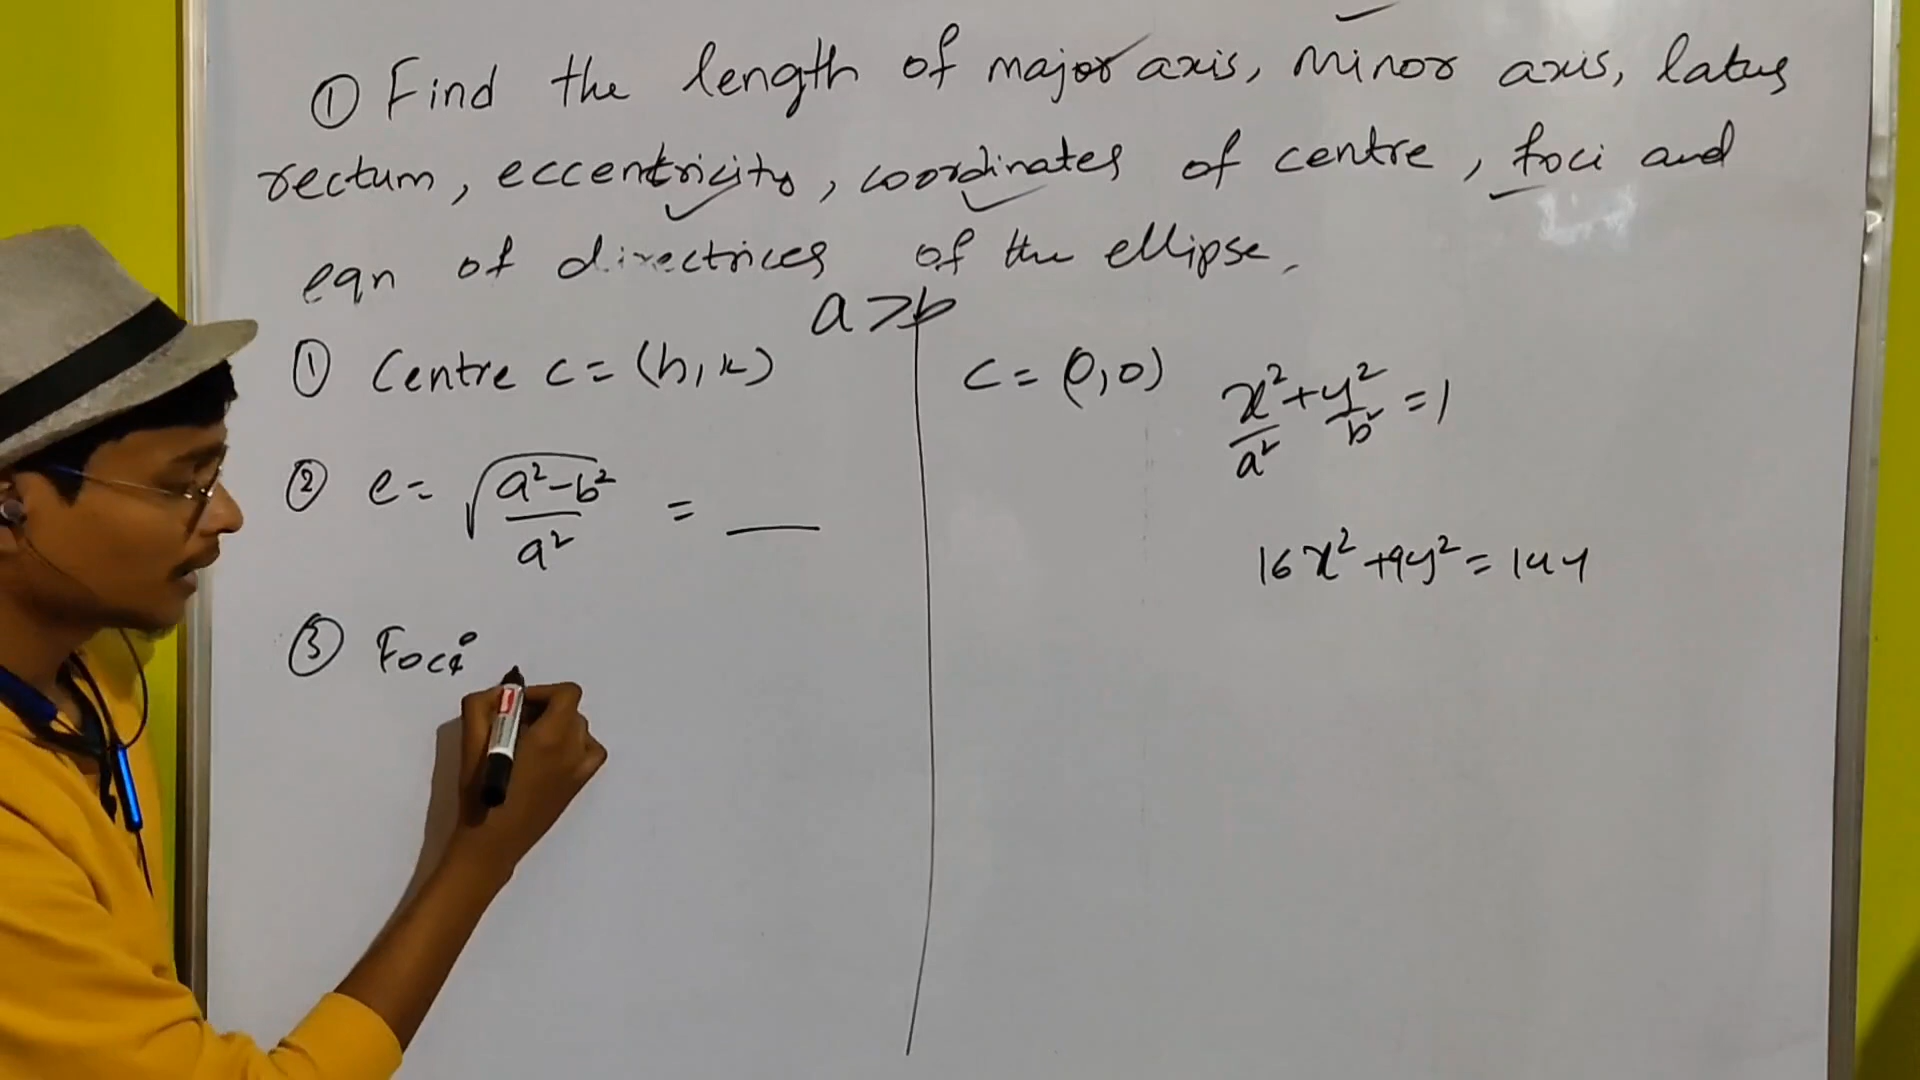 ① Find the length of major axis, minor axis, latus
rectum, eccentricity, coordinates of centre, foci and
eqn of directrices of the ellipse.
a > b
① Centre c = (h, k)
② e = √(a² - b² / a²) = __
③ Foci
c = (0, 0)
x²/a² + y²/b² = 1
16x² + 9y² = 144